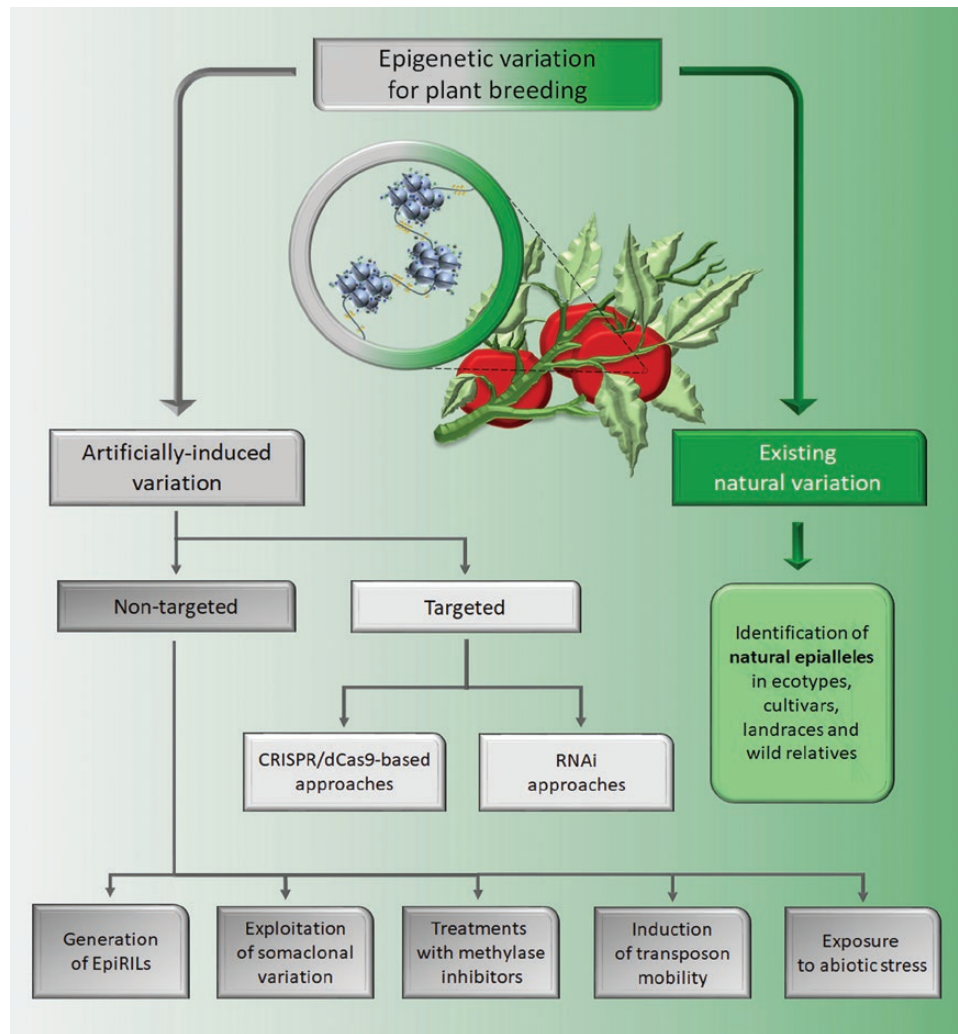 Epigenetic variation
for plant breeding
Artificially-induced
variation
Existing
natural variation
Non-targeted
Targeted
Identification of
natural epialleles
in ecotypes,
cultivars,
landraces and
wild relatives
CRISPR/dCas9-based
approaches
RNAi
approaches
Generation
of EpiRILs
Exploitation
of somaclonal
variation
Treatments
with methylase
inhibitors
Induction
of transposon
mobility
Exposure
to abiotic stress